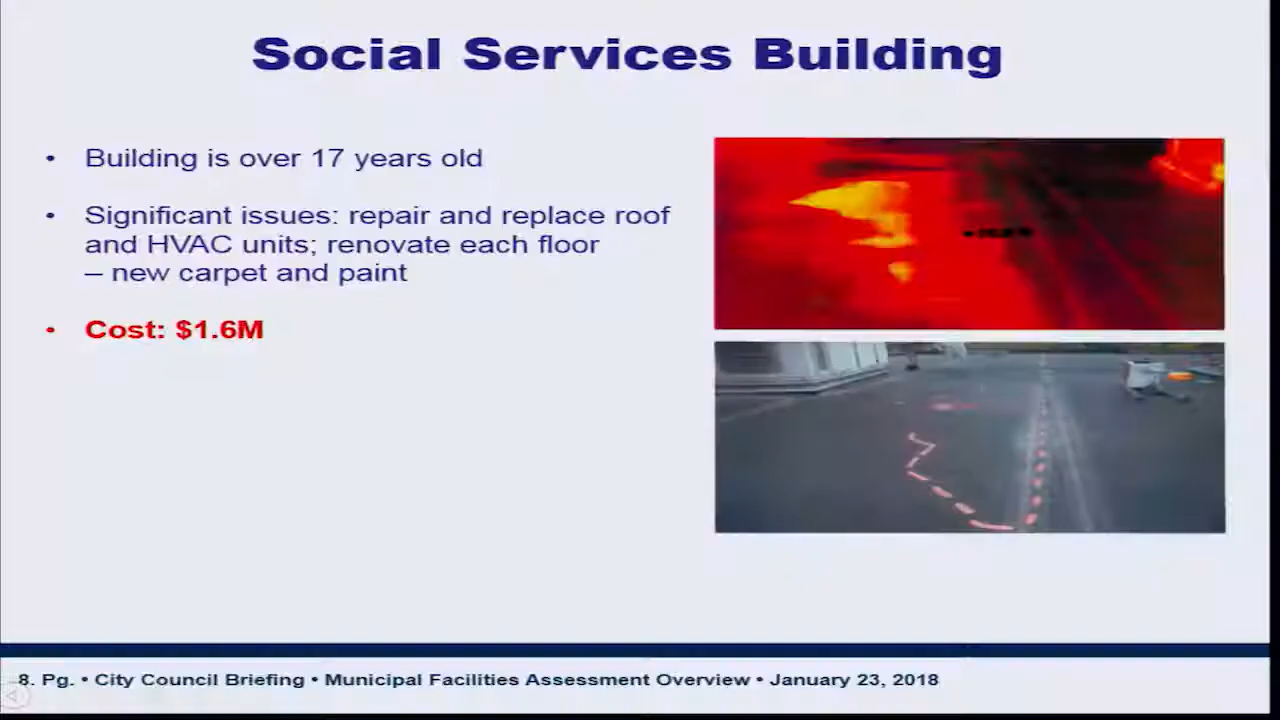 Social Services Building
• Building is over 17 years old
• Significant issues: repair and replace roof
and HVAC units; renovate each floor
– new carpet and paint
• Cost: $1.6M
8. Pg. • City Council Briefing • Municipal Facilities Assessment Overview • January 23, 2018